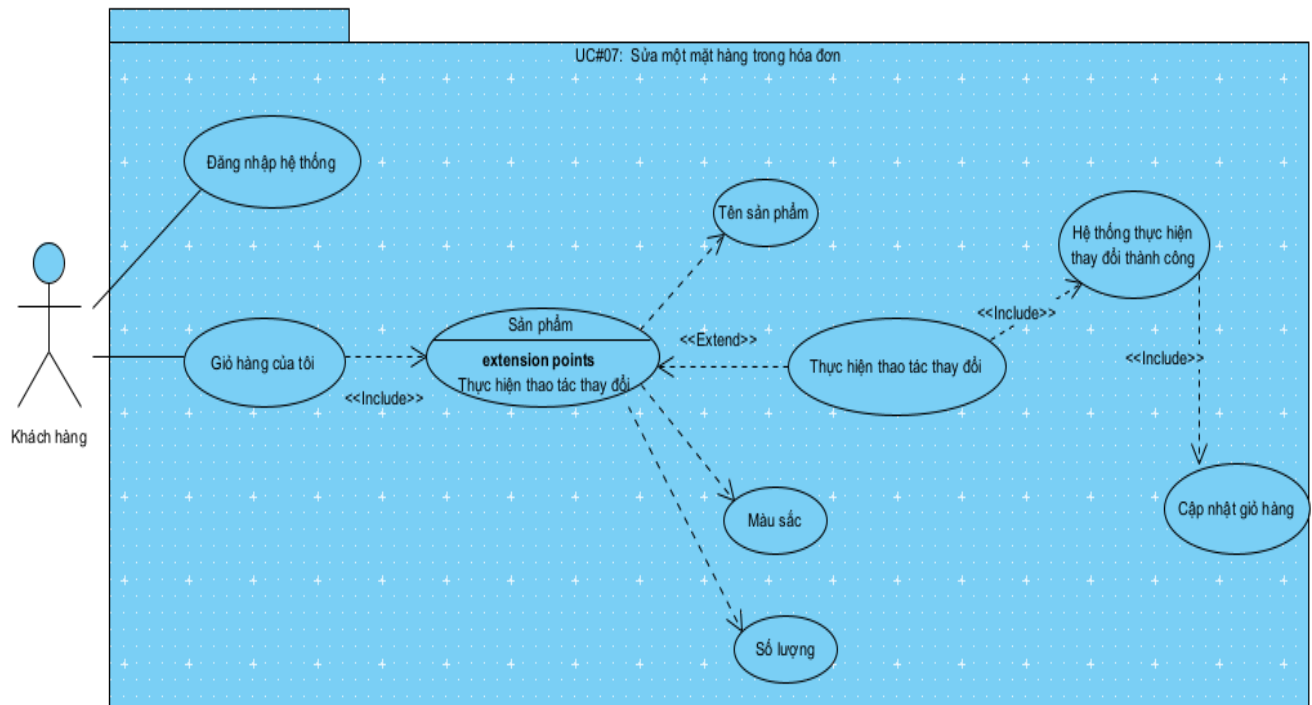 UC#07: Sửa một mặt hàng trong hóa đơn
Đăng nhập hệ thống
Tên sản phẩm
Hệ thống thực hiện
thay đổi thành công
<<Include>>
Sản phẩm
<<Extend>>
extension points
Thực hiện thao tác thay đổi
Giỏ hàng của tôi
<<Include>>
Thực hiện thao tác thay đổi
<<Include>>
Khách hàng
Màu sắc
Cập nhật giỏ hàng
Số lượng